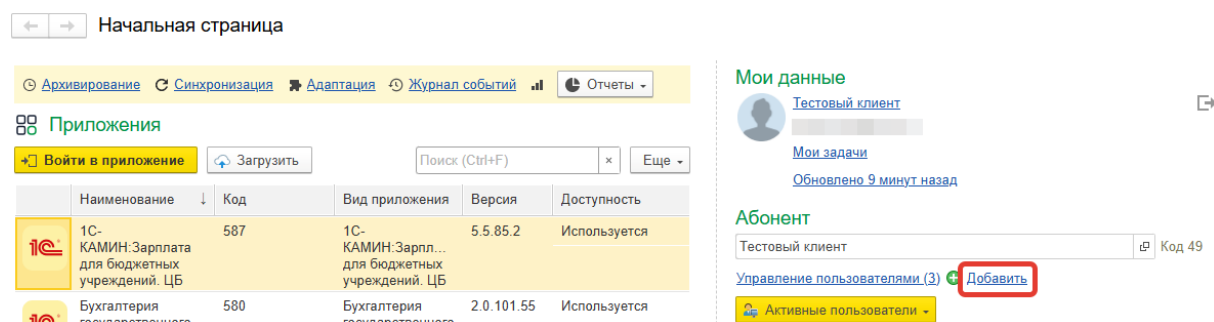 Начальная страница
Архивирование Синхронизация Адаптация Журнал событий Отчеты
Приложения
Войти в приложение Загрузить Поиск (Ctrl+F) × Еще
Наименование ↓ Код Вид приложения Версия Доступность
1С- 587 1С- 5.5.85.2 Используется
КАМИН:Зарплата КАМИН:Зарпл...
для бюджетных для бюджетных
учреждений. ЦБ учреждений. ЦБ
Бухгалтерия 580 Бухгалтерия 2.0.101.55 Используется
государственного государственного
Мои данные
Тестовый клиент
Мои задачи
Обновлено 9 минут назад
Абонент
Тестовый клиент Код 49
Управление пользователями (3) Добавить
Активные пользователи